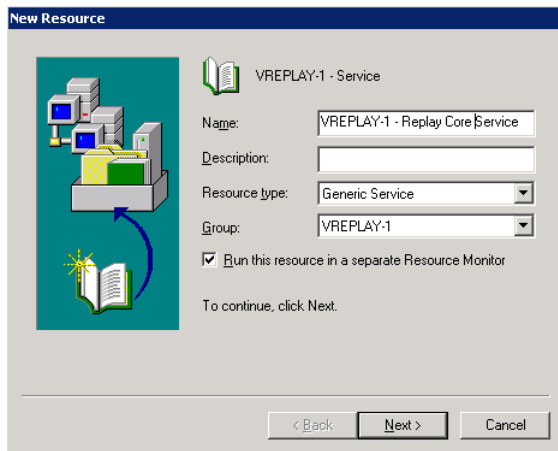 New Resource
VREPLAY-1 - Service
Name:
VREPLAY-1 - Replay Core Service
Description:
Resource type:
Generic Service
Group:
VREPLAY-1
Run this resource in a separate Resource Monitor
To continue, click Next.
< Back
Next >
Cancel